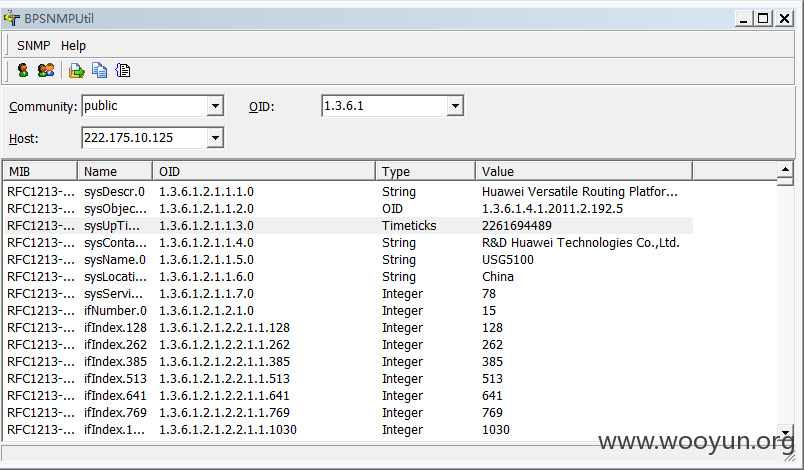 BPSNMPUtil
SNMP Help
Community: public OID: 1.3.6.1
Host: 222.175.10.125
MIB Name OID Type Value
RFC1213-... sysDescr.0 1.3.6.1.2.1.1.1.0 String Huawei Versatile Routing Platfor...
RFC1213-... sysObjec... 1.3.6.1.2.1.1.2.0 OID 1.3.6.1.4.1.2011.2.192.5
RFC1213-... sysUpTi... 1.3.6.1.2.1.1.3.0 Timeticks 2261694489
RFC1213-... sysConta... 1.3.6.1.2.1.1.4.0 String R&D Huawei Technologies Co.,Ltd.
RFC1213-... sysName.0 1.3.6.1.2.1.1.5.0 String USG5100
RFC1213-... sysLocati... 1.3.6.1.2.1.1.6.0 String China
RFC1213-... sysServi... 1.3.6.1.2.1.1.7.0 Integer 78
RFC1213-... ifNumber.0 1.3.6.1.2.1.2.1.0 Integer 15
RFC1213-... ifIndex.128 1.3.6.1.2.1.2.2.1.1.128 Integer 128
RFC1213-... ifIndex.262 1.3.6.1.2.1.2.2.1.1.262 Integer 262
RFC1213-... ifIndex.385 1.3.6.1.2.1.2.2.1.1.385 Integer 385
RFC1213-... ifIndex.513 1.3.6.1.2.1.2.2.1.1.513 Integer 513
RFC1213-... ifIndex.641 1.3.6.1.2.1.2.2.1.1.641 Integer 641
RFC1213-... ifIndex.769 1.3.6.1.2.1.2.2.1.1.769 Integer 769
RFC1213-... ifIndex.1... 1.3.6.1.2.1.2.2.1.1.1030 Integer 1030
www.wooyun.org